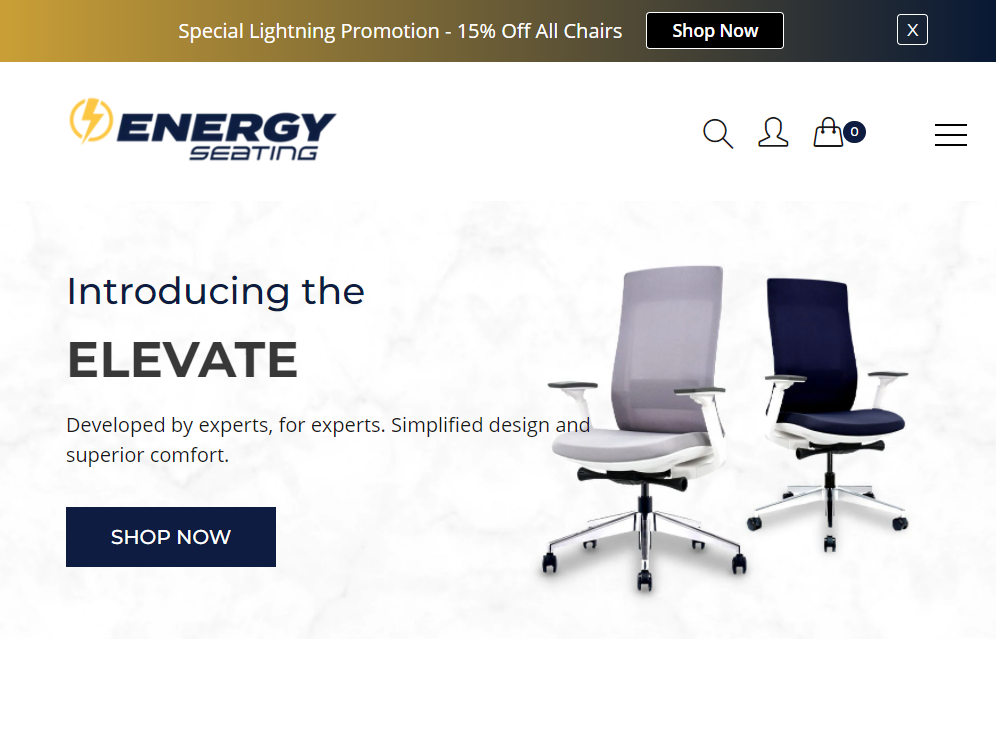 Special Lightning Promotion - 15% Off All Chairs
Shop Now
X
ENERGY
SEATING
0
Introducing the
ELEVATE
Developed by experts, for experts. Simplified design and
superior comfort.
SHOP NOW